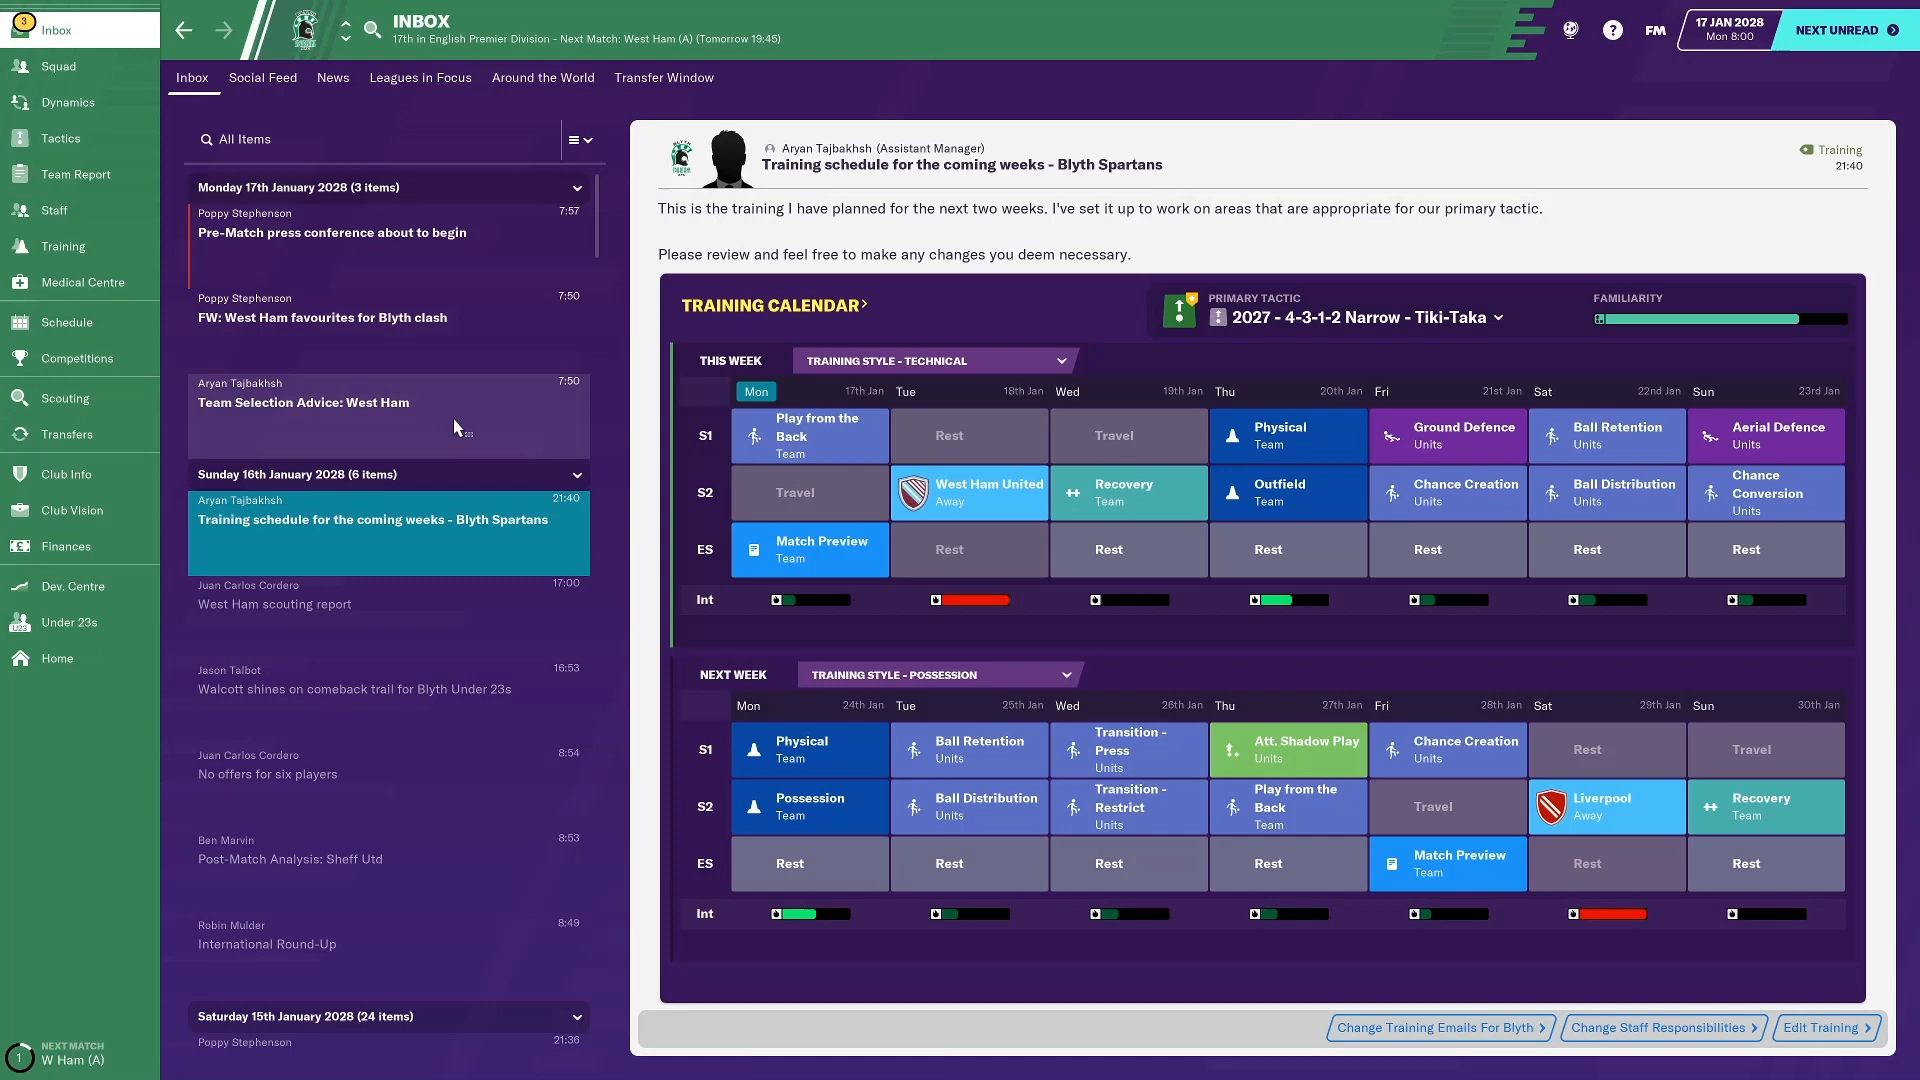 3
Inbox
Squad
Dynamics
Tactics
Team Report
Staff
Training
Medical Centre
Schedule
Competitions
Scouting
Transfers
Club Info
Club Vision
Finances
Dev. Centre
U23
Under 23s
Home
1
NEXT MATCH
W Ham (A)
INBOX
17th in English Premier Division - Next Match: West Ham (A) (Tomorrow 19:45)
?
FM
17 JAN 2028
Mon 8:00
NEXT UNREAD
Inbox Social Feed News Leagues in Focus Around the World Transfer Window
All Items
Monday 17th January 2028 (3 items)
Poppy Stephenson 7:57
Pre-Match press conference about to begin
Poppy Stephenson 7:50
FW: West Ham favourites for Blyth clash
Aryan Tajbakhsh 7:50
Team Selection Advice: West Ham
Sunday 16th January 2028 (6 items)
Aryan Tajbakhsh 21:40
Training schedule for the coming weeks - Blyth Spartans
Juan Carlos Cordero 17:00
West Ham scouting report
Jason Talbot 16:53
Walcott shines on comeback trail for Blyth Under 23s
Juan Carlos Cordero 8:54
No offers for six players
Ben Marvin 8:53
Post-Match Analysis: Sheff Utd
Robin Mulder 8:49
International Round-Up
Saturday 15th January 2028 (24 items)
Poppy Stephenson 21:36
Aryan Tajbakhsh (Assistant Manager)
Training schedule for the coming weeks - Blyth Spartans
Training
21:40
This is the training I have planned for the next two weeks. I've set it up to work on areas that are appropriate for our primary tactic.
Please review and feel free to make any changes you deem necessary.
TRAINING CALENDAR>
PRIMARY TACTIC
2027 - 4-3-1-2 Narrow - Tiki-Taka
FAMILIARITY
THIS WEEK TRAINING STYLE - TECHNICAL
Mon 17th Jan Tue 18th Jan Wed 19th Jan Thu 20th Jan Fri 21st Jan Sat 22nd Jan Sun 23rd Jan
S1
Play from the Back
Team
Rest
Travel
Physical
Team
Ground Defence
Units
Ball Retention
Units
Aerial Defence
Units
S2
Travel
West Ham United
Away
Recovery
Team
Outfield
Team
Chance Creation
Units
Ball Distribution
Units
Chance Conversion
Units
ES
Match Preview
Team
Rest
Rest
Rest
Rest
Rest
Rest
Int
NEXT WEEK TRAINING STYLE - POSSESSION
Mon 24th Jan Tue 25th Jan Wed 26th Jan Thu 27th Jan Fri 28th Jan Sat 29th Jan Sun 30th Jan
S1
Physical
Team
Ball Retention
Units
Transition - Press
Units
Att. Shadow Play
Units
Chance Creation
Units
Rest
Travel
S2
Possession
Team
Ball Distribution
Units
Transition - Restrict
Units
Play from the Back
Team
Travel
Liverpool
Away
Recovery
Team
ES
Rest
Rest
Rest
Rest
Match Preview
Team
Rest
Rest
Int
Change Training Emails For Blyth >
Change Staff Responsibilities >
Edit Training >